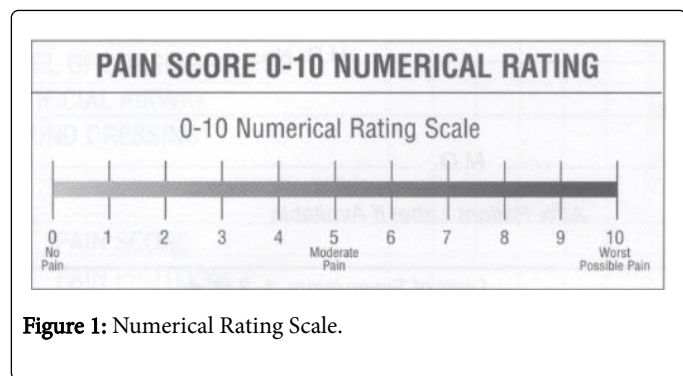 PAIN SCORE 0-10 NUMERICAL RATING
0-10 Numerical Rating Scale
0 1 2 3 4 5 6 7 8 9 10
No Pain Moderate Pain Worst Possible Pain
Figure 1: Numerical Rating Scale.